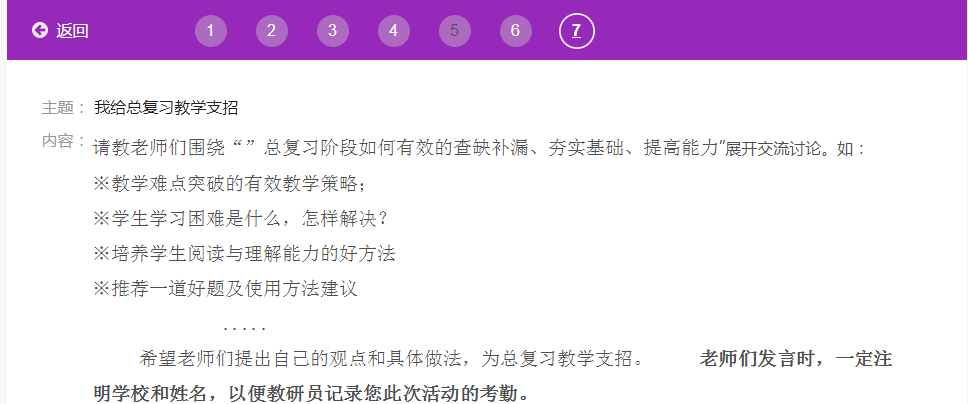 返回 1 2 3 4 5 6 7
主题： 我给总复习教学支招
内容： 请教老师们围绕“”总复习阶段如何有效的查缺补漏、夯实基础、提高能力”展开交流讨论。如：
※教学难点突破的有效教学策略；
※学生学习困难是什么，怎样解决？
※培养学生阅读与理解能力的好方法
※推荐一道好题及使用方法建议
.....
希望老师们提出自己的观点和具体做法，为总复习教学支招。 老师们发言时，一定注
明学校和姓名，以便教研员记录您此次活动的考勤。